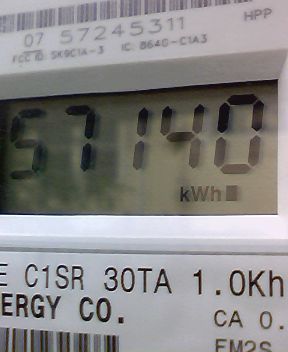 HPP
07 57245311
FCC ID: SK9C1A-3 IC: 864G-C1A3
57140
kWh
E C1SR 30TA 1.0Kh
ERGY CO.
CA 0.
EM2S